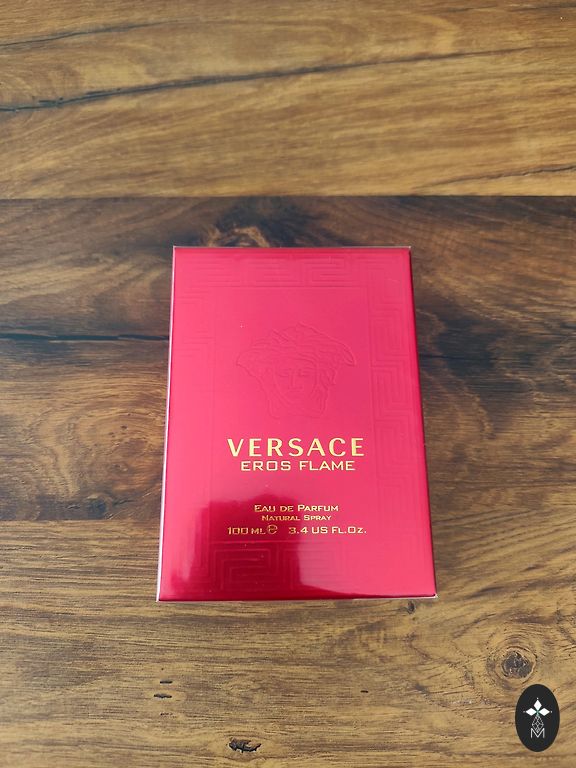 VERSACE
EROS FLAME
EAU DE PARFUM
NATURAL SPRAY
100 ML ℮ 3.4 US FL.OZ.
M